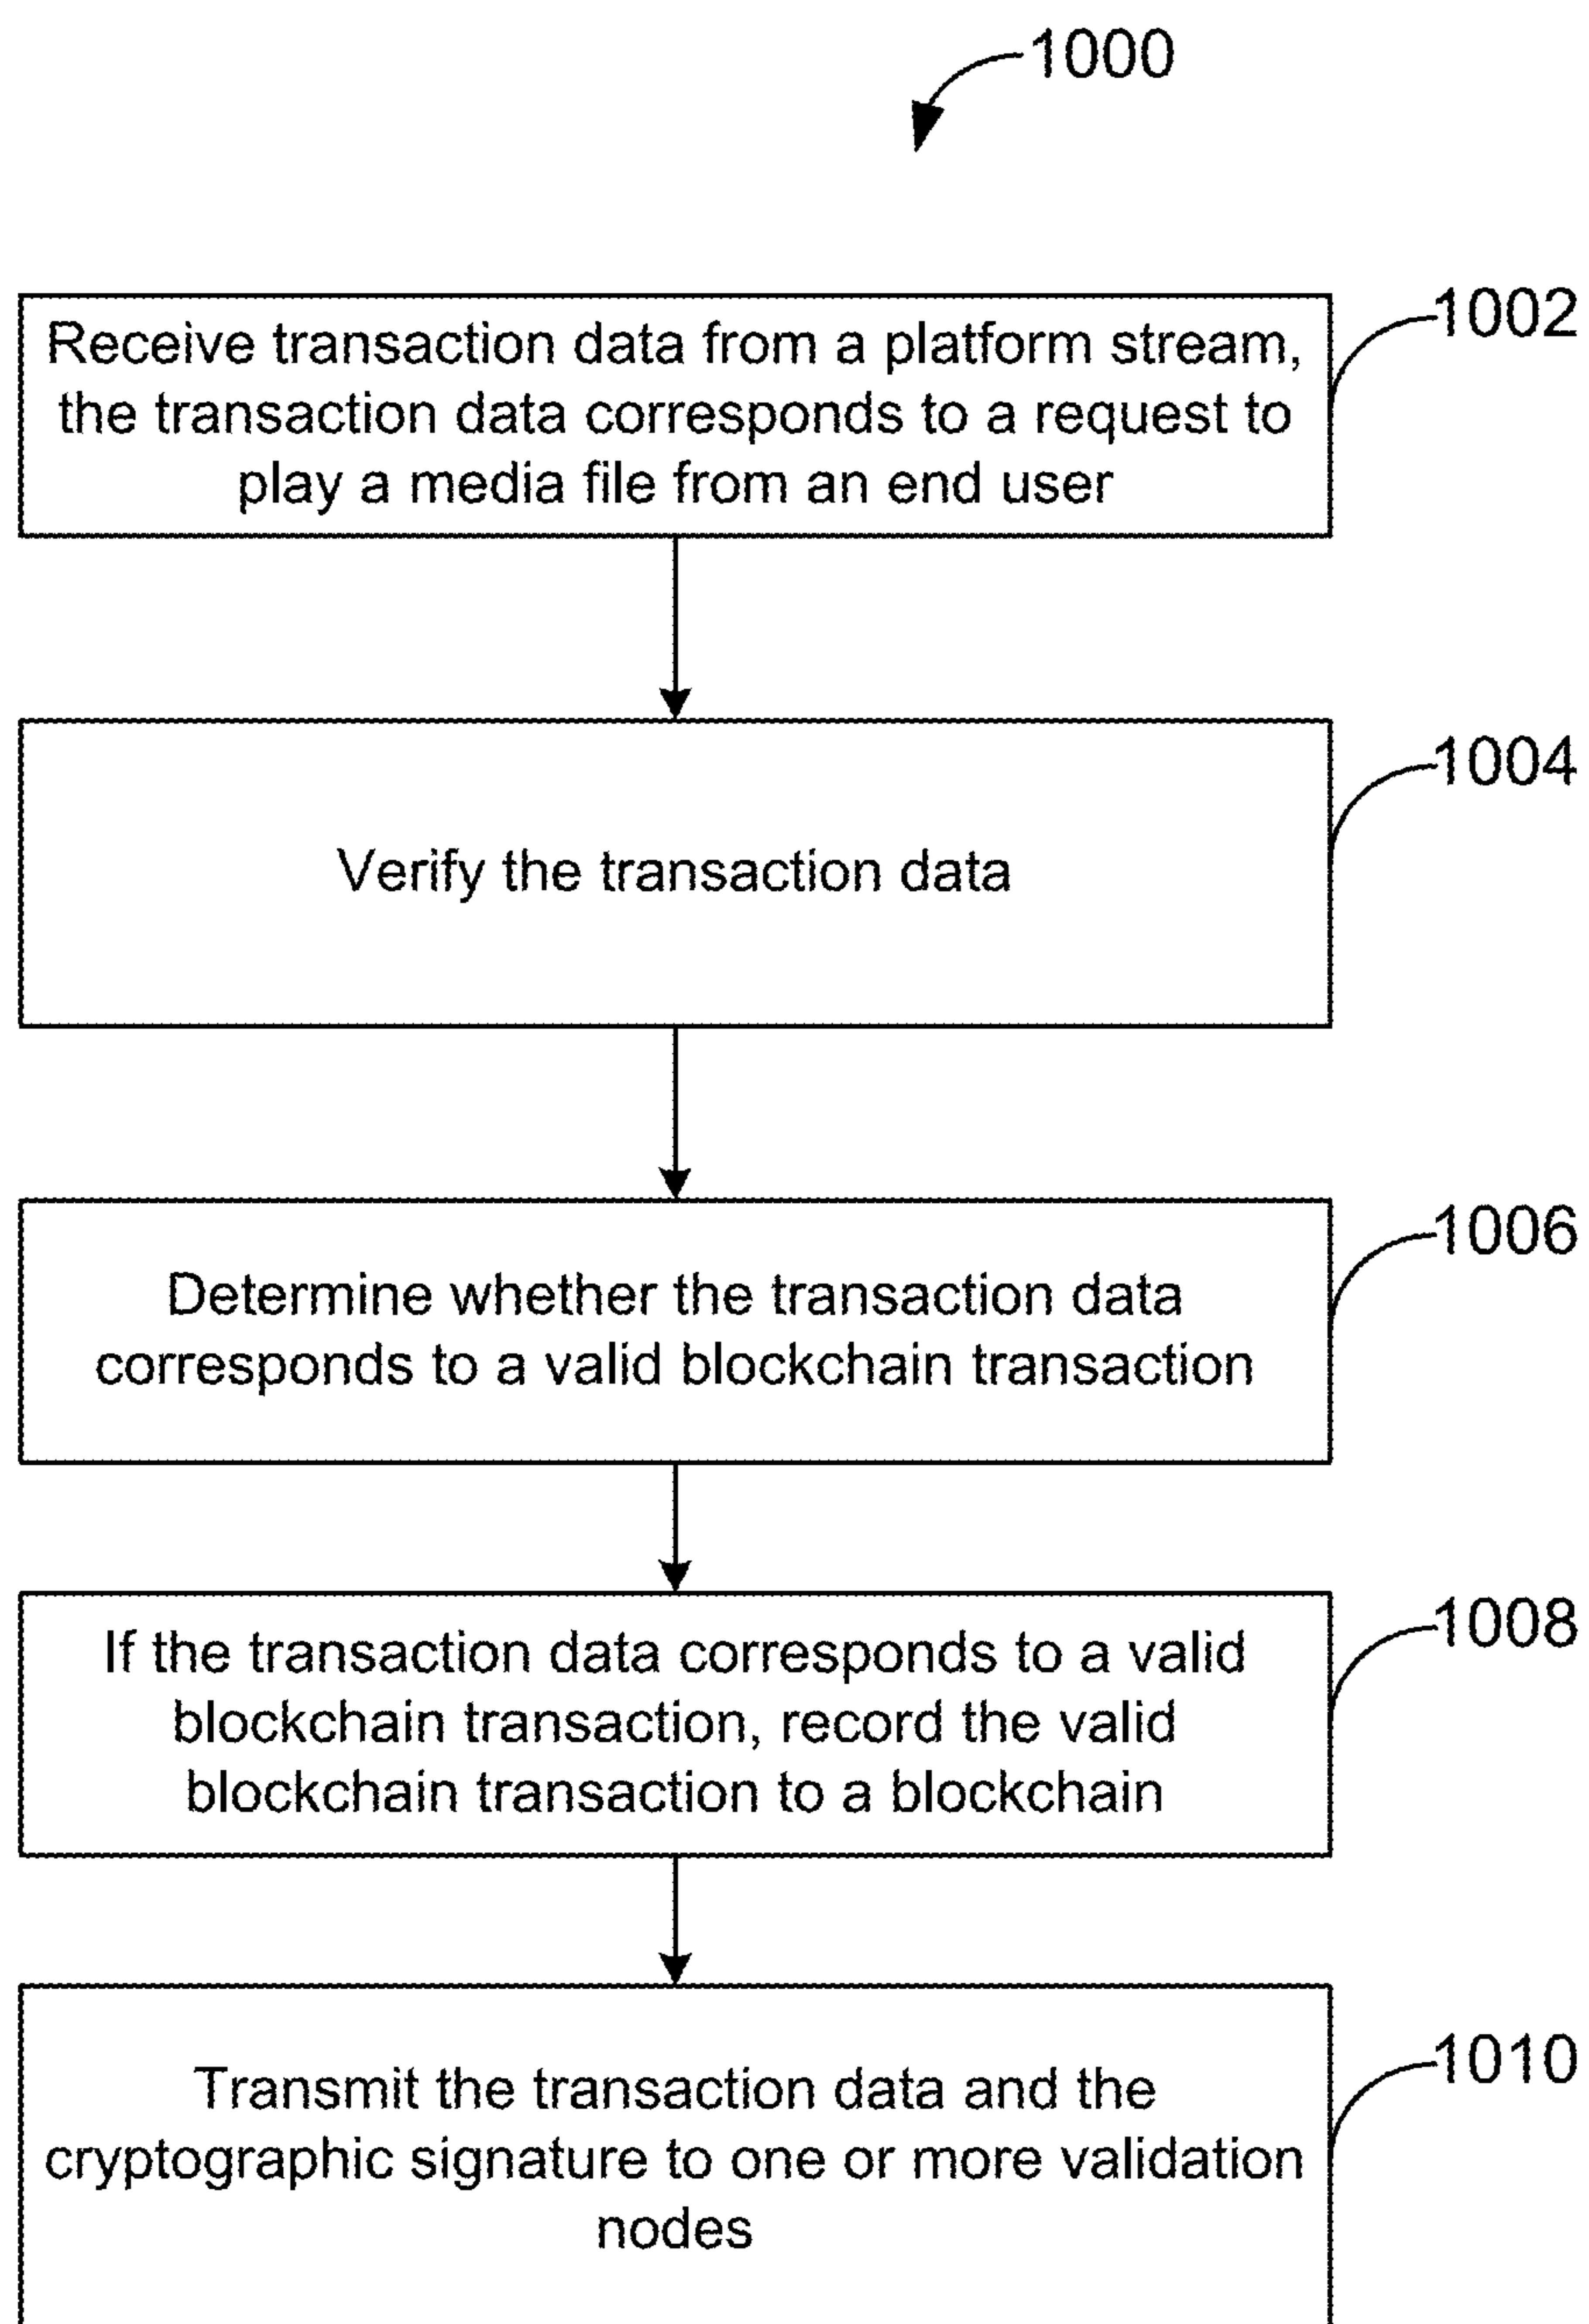 1000
Receive transaction data from a platform stream,
the transaction data corresponds to a request to
play a media file from an end user
1002
Verify the transaction data
1004
Determine whether the transaction data
corresponds to a valid blockchain transaction
1006
If the transaction data corresponds to a valid
blockchain transaction, record the valid
blockchain transaction to a blockchain
1008
Transmit the transaction data and the
cryptographic signature to one or more validation
nodes
1010